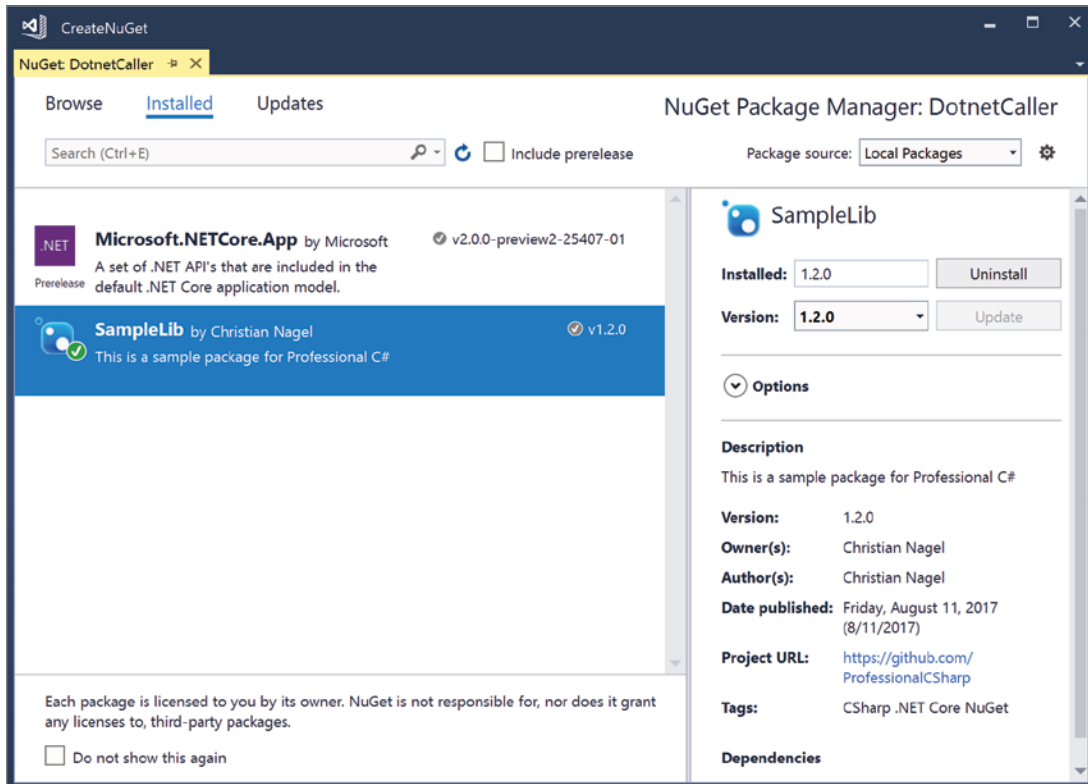 CreateNuGet
NuGet: DotnetCaller
Browse Installed Updates
NuGet Package Manager: DotnetCaller
Search (Ctrl+E)
Include prerelease
Package source: Local Packages
.NET
Prerelease
Microsoft.NETCore.App by Microsoft
v2.0.0-preview2-25407-01
A set of .NET API's that are included in the
default .NET Core application model.
SampleLib by Christian Nagel
v1.2.0
This is a sample package for Professional C#
Each package is licensed to you by its owner. NuGet is not responsible for, nor does it grant
any licenses to, third-party packages.
Do not show this again
SampleLib
Installed: 1.2.0 Uninstall
Version: 1.2.0 Update
Options
Description
This is a sample package for Professional C#
Version: 1.2.0
Owner(s): Christian Nagel
Author(s): Christian Nagel
Date published: Friday, August 11, 2017
(8/11/2017)
Project URL: https://github.com/
ProfessionalCSharp
Tags: CSharp .NET Core NuGet
Dependencies